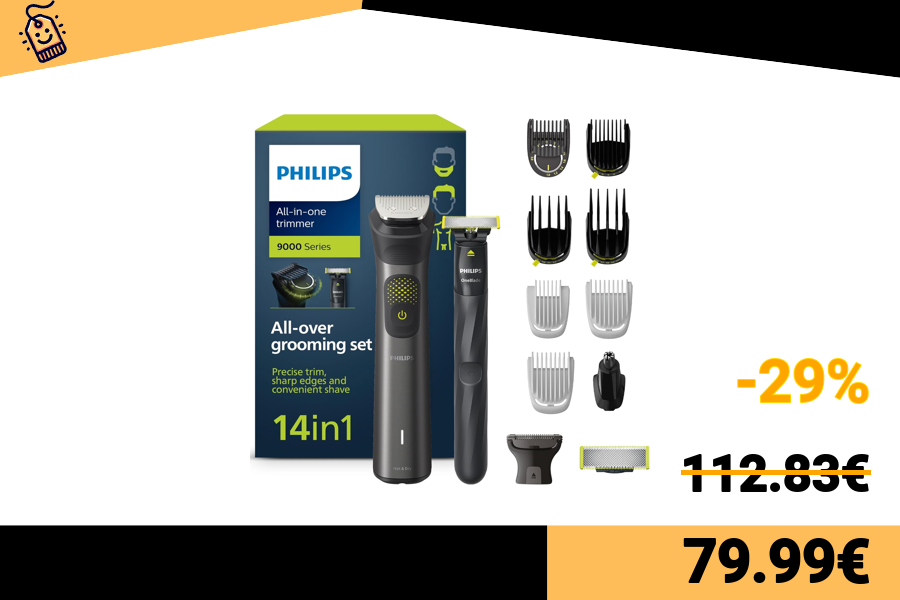 PHILIPS
All-in-one
trimmer
9000 Series
All-over
grooming set
Precise trim,
sharp edges and
convenient shave
14in1
PHILIPS
PHILIPS
OneBlade
-29%
112.83€
79.99€